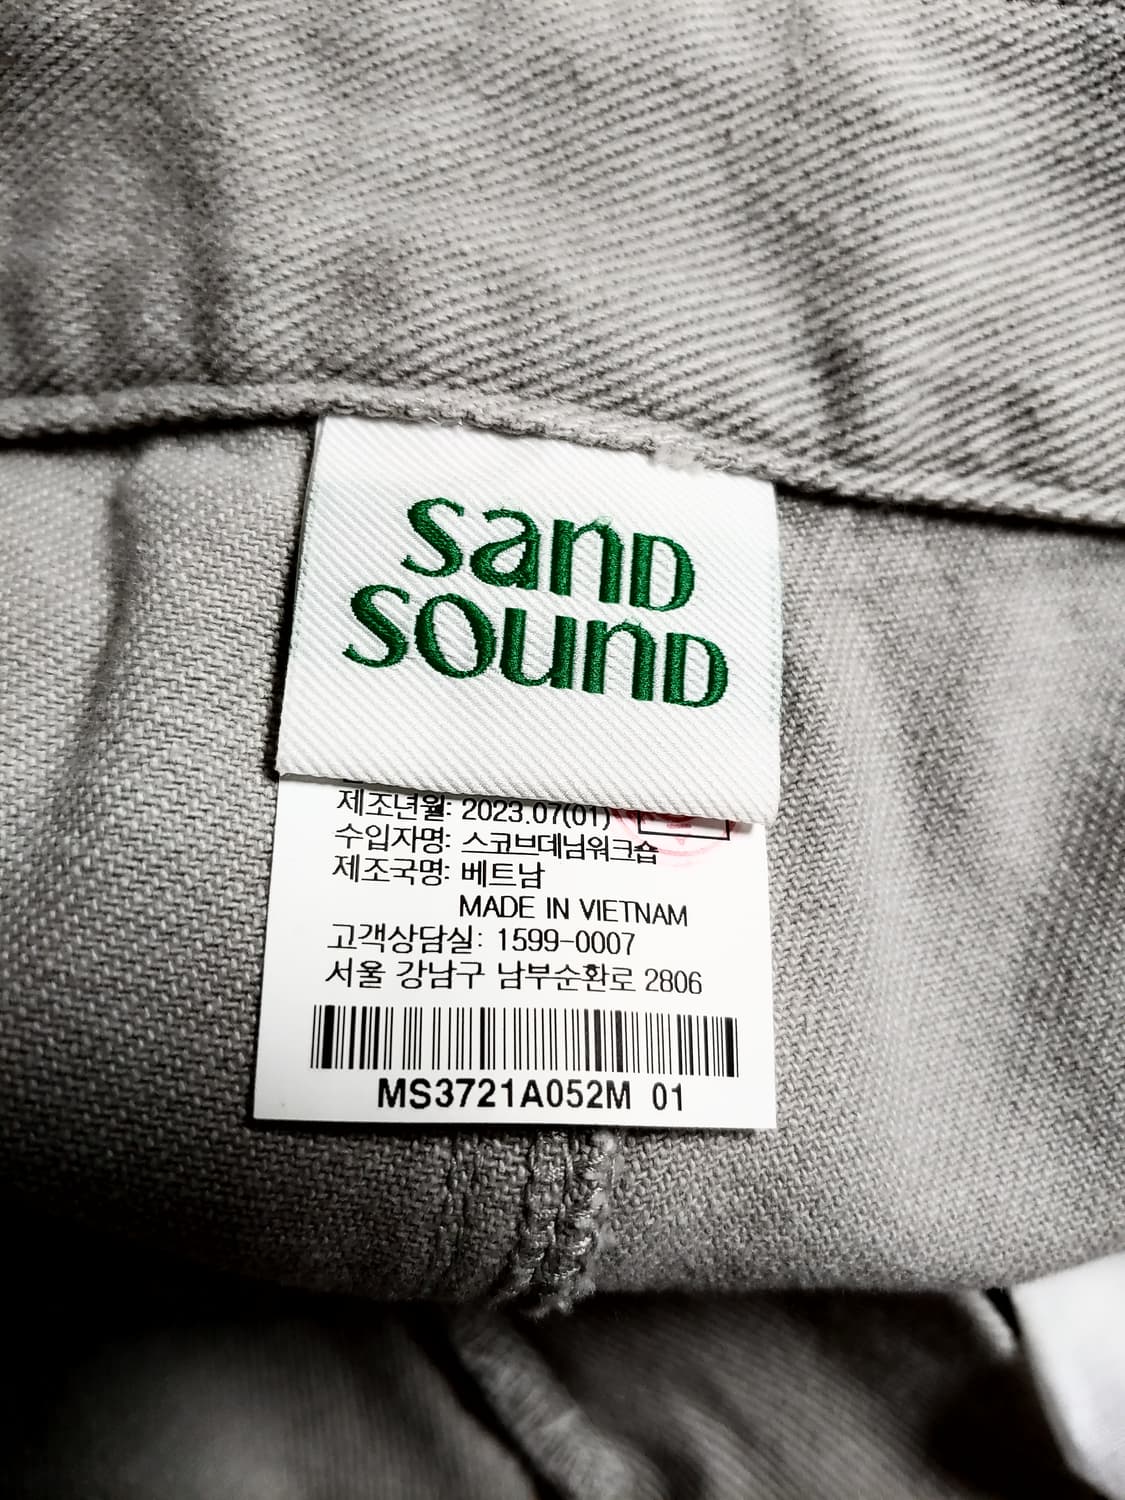 sanD
sounD
제조년월: 2023.07(01)
수입자명: 스코브데님워크숍
제조국명: 베트남
MADE IN VIETNAM
고객상담실: 1599-0007
서울 강남구 남부순환로 2806
MS3721A052M 01